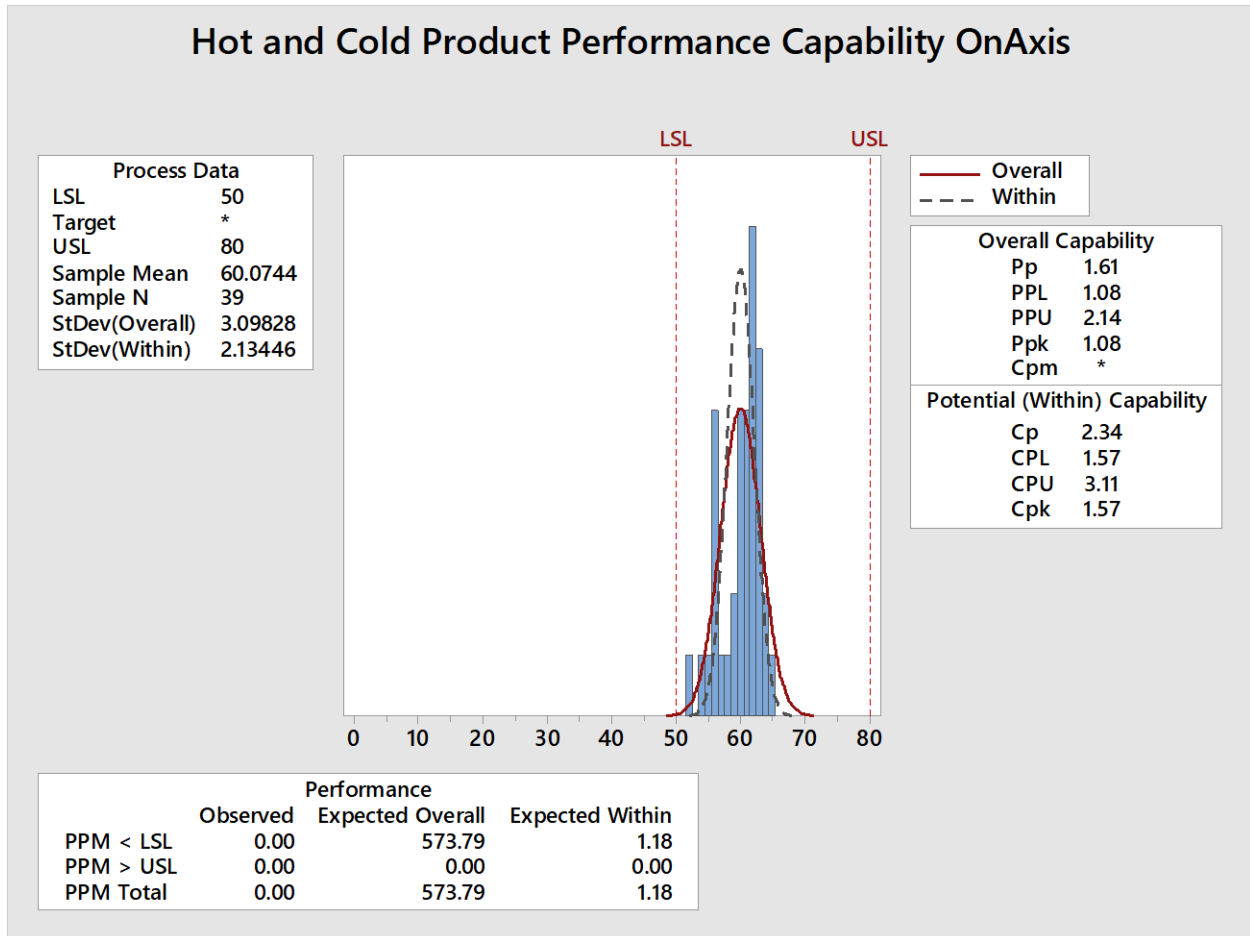 Hot and Cold Product Performance Capability OnAxis
LSL USL
Process Data
LSL 50
Target *
USL 80
Sample Mean 60.0744
Sample N 39
StDev(Overall) 3.09828
StDev(Within) 2.13446
Overall
Within
Overall Capability
Pp 1.61
PPL 1.08
PPU 2.14
Ppk 1.08
Cpm *
Potential (Within) Capability
Cp 2.34
CPL 1.57
CPU 3.11
Cpk 1.57
0 10 20 30 40 50 60 70 80
Performance
Observed Expected Overall Expected Within
PPM < LSL 0.00 573.79 1.18
PPM > USL 0.00 0.00 0.00
PPM Total 0.00 573.79 1.18